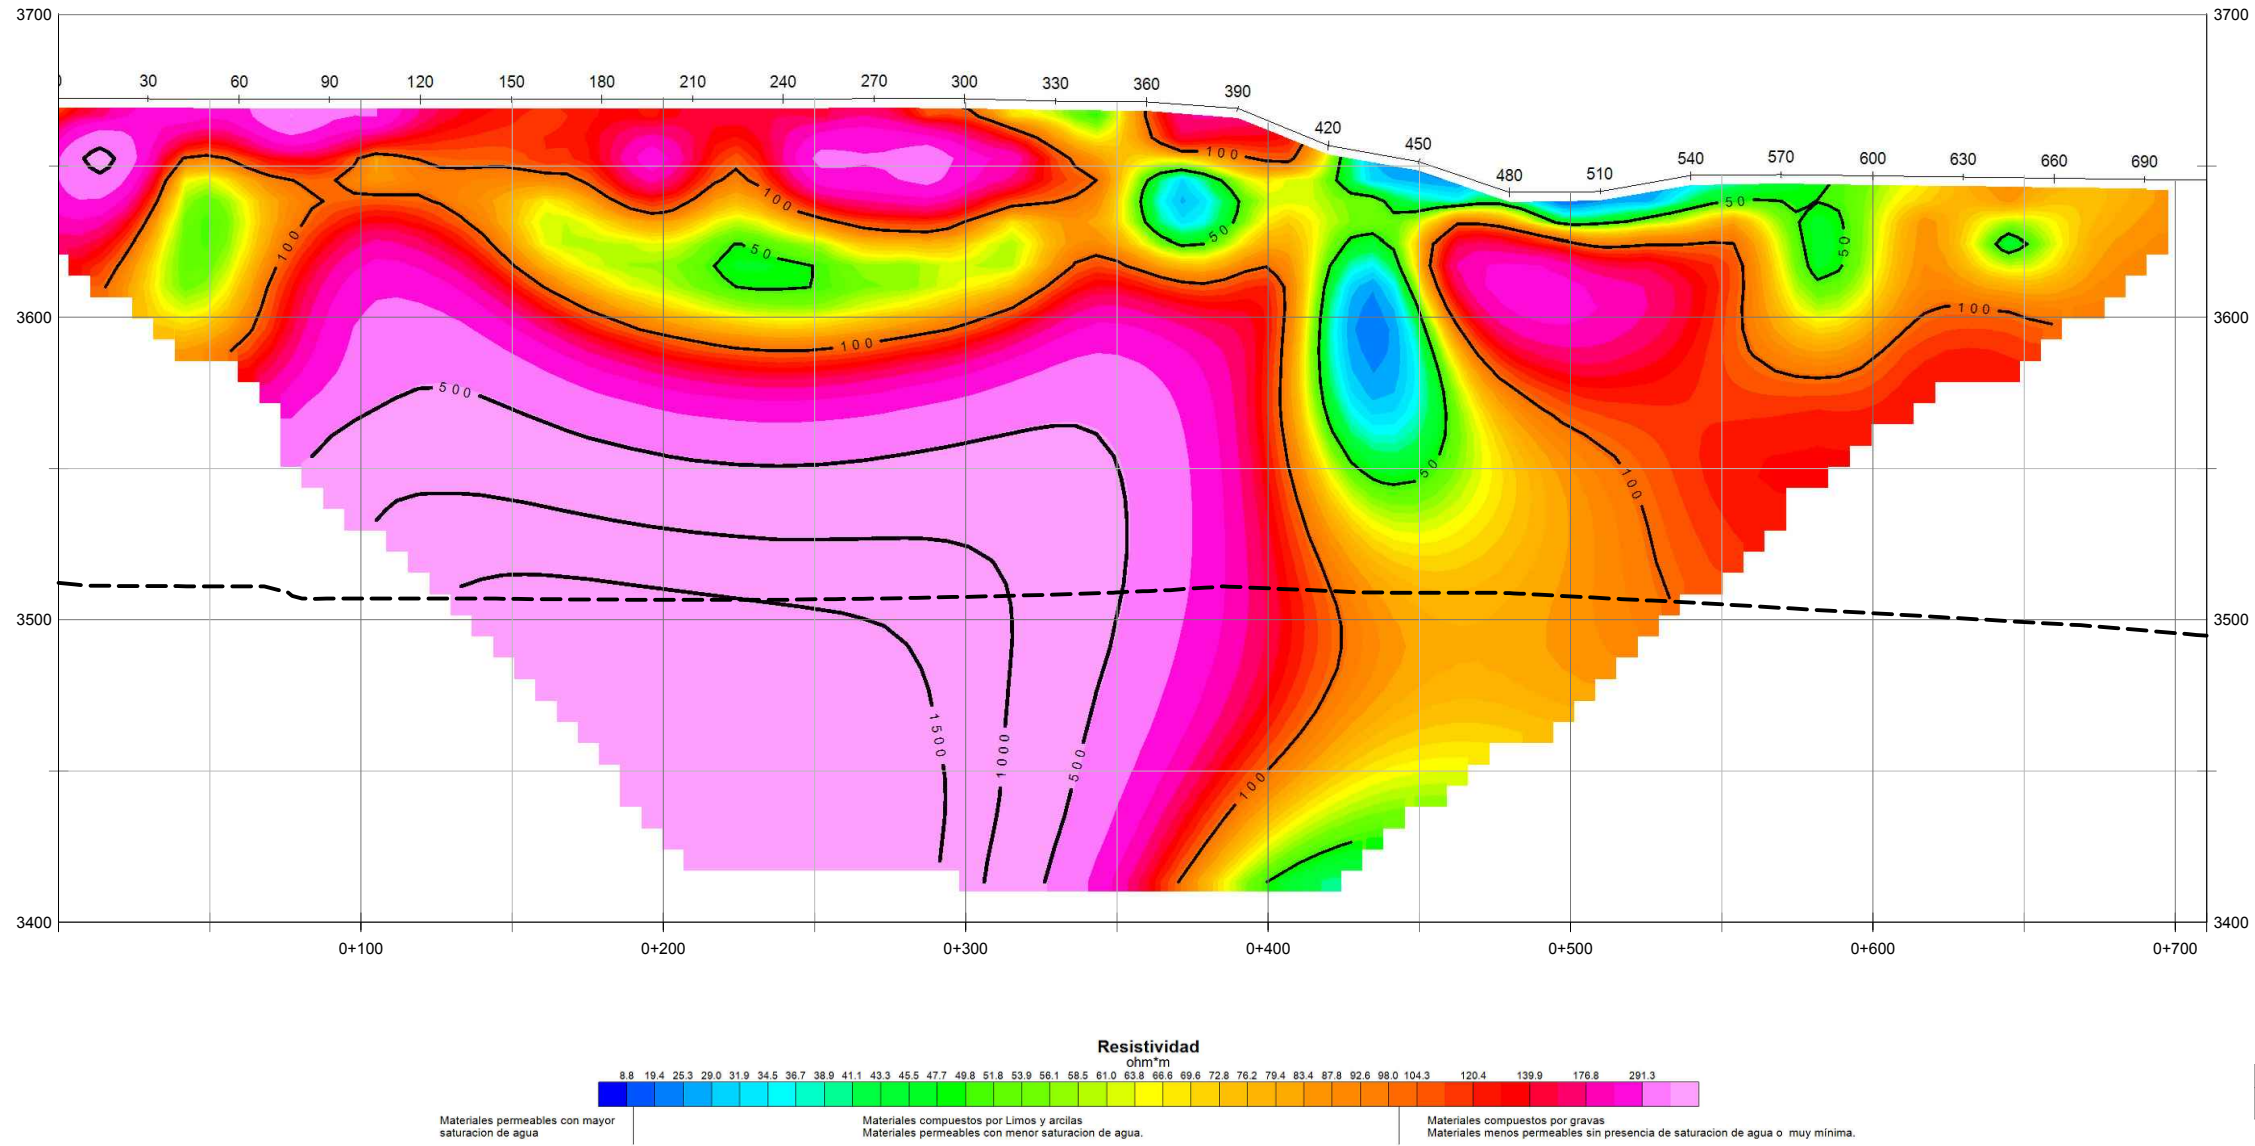 3700 3700
0 30 60 90 120 150 180 210 240 270 300 330 360 390 420 450 480 510 540 570 600 630 660 690
100 100 50 100 100 50 50 50 100 100
3600 3600
500 50 100
3500 3500
1500 1000 500 100
3400 3400
0+100 0+200 0+300 0+400 0+500 0+600 0+700
Resistividad
ohm*m
8.8 19.4 25.3 29.0 31.9 34.5 36.7 38.9 41.1 43.3 45.5 47.7 49.8 51.8 53.9 56.1 58.5 61.0 63.8 66.6 69.6 72.8 76.2 79.4 83.4 87.8 92.6 98.0 104.3 120.4 139.9 176.8 291.3
Materiales permeables con mayor
saturacion de agua
Materiales compuestos por Limos y arcilas
Materiales permeables con menor saturacion de agua.
Materiales compuestos por gravas
Materiales menos permeables sin presencia de saturacion de agua o muy mínima.